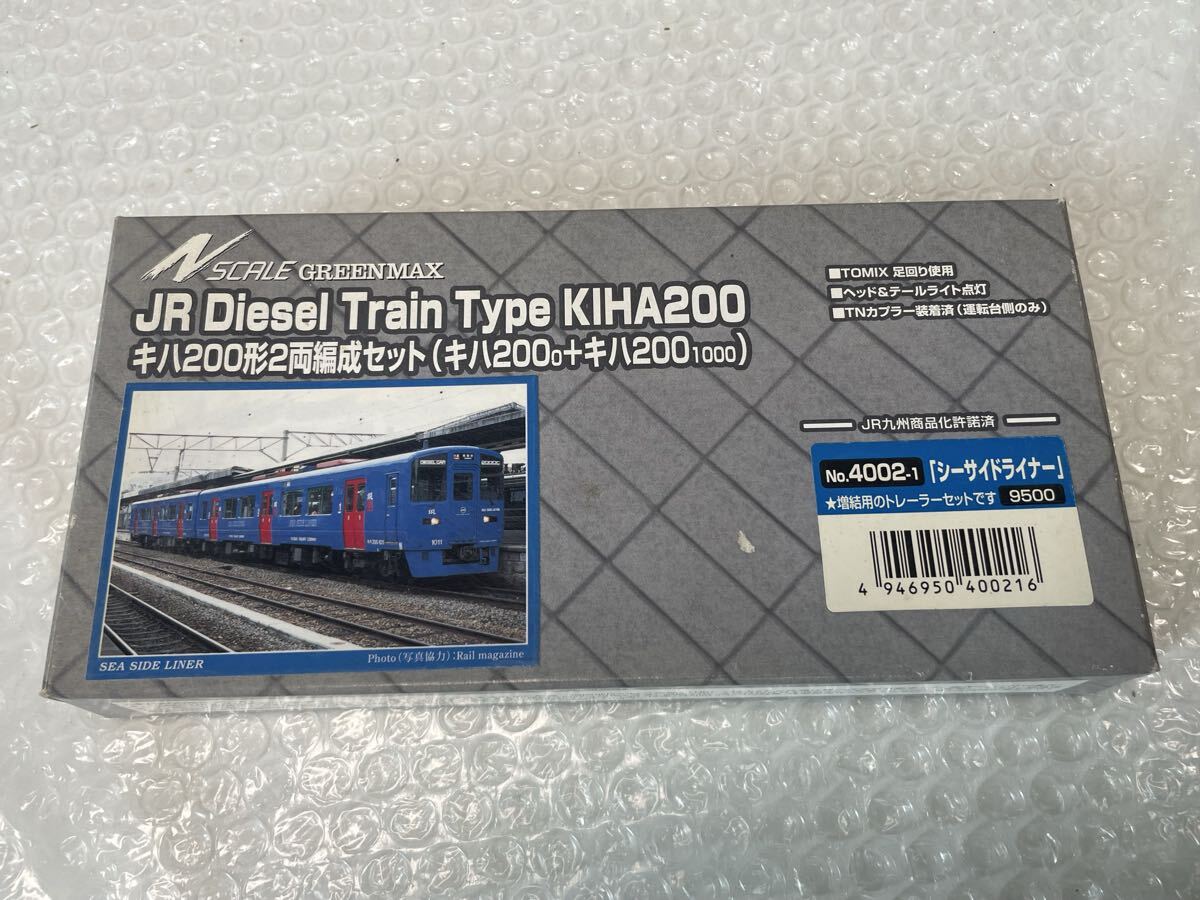 N SCALE GREENMAX
JR Diesel Train Type KIHA200
キハ200形2両編成セット(キハ2000+キハ2001000)
■TOMIX 足回り使用
■ヘッド&テールライト点灯
■TNカプラー装着済(運転台側のみ)
JR九州商品化許諾済
No.4002-1 「シーサイドライナー」
★増結用のトレーラーセットです 9500
4 946950 400216
DIESEL CAR
1011
SEA SIDE LINER
Photo(写真協力):Rail magazine